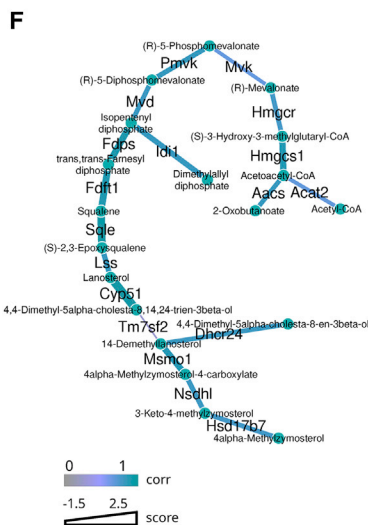 F
(R)-5-Phosphomevalonate
Pmvk
Mvk
(R)-5-Diphosphomevalonate
(R)-Mevalonate
Mvd
Hmgcr
Isopentenyl
diphosphate
(S)-3-Hydroxy-3-methylglutaryl-CoA
Fdps
Idi1
Hmgcs1
trans,trans-Farnesyl
diphosphate
Dimethylallyl
diphosphate
Acetoacetyl-CoA
Fdft1
Aacs
Acat2
Squalene
2-Oxobutanoate
Acetyl-CoA
Sqle
(S)-2,3-Epoxysqualene
Lss
Lanosterol
Cyp51
4,4-Dimethyl-5alpha-cholesta-8,14,24-trien-3beta-ol
Tm7sf2
4,4-Dimethyl-5alpha-cholesta-8-en-3beta-ol
Dhcr24
14-Demethyllanosterol
Msmo1
4alpha-Methylzymosterol-4-carboxylate
Nsdhl
3-Keto-4-methylzymosterol
Hsd17b7
4alpha-Methylzymosterol
0 1
corr
-1.5 2.5
score